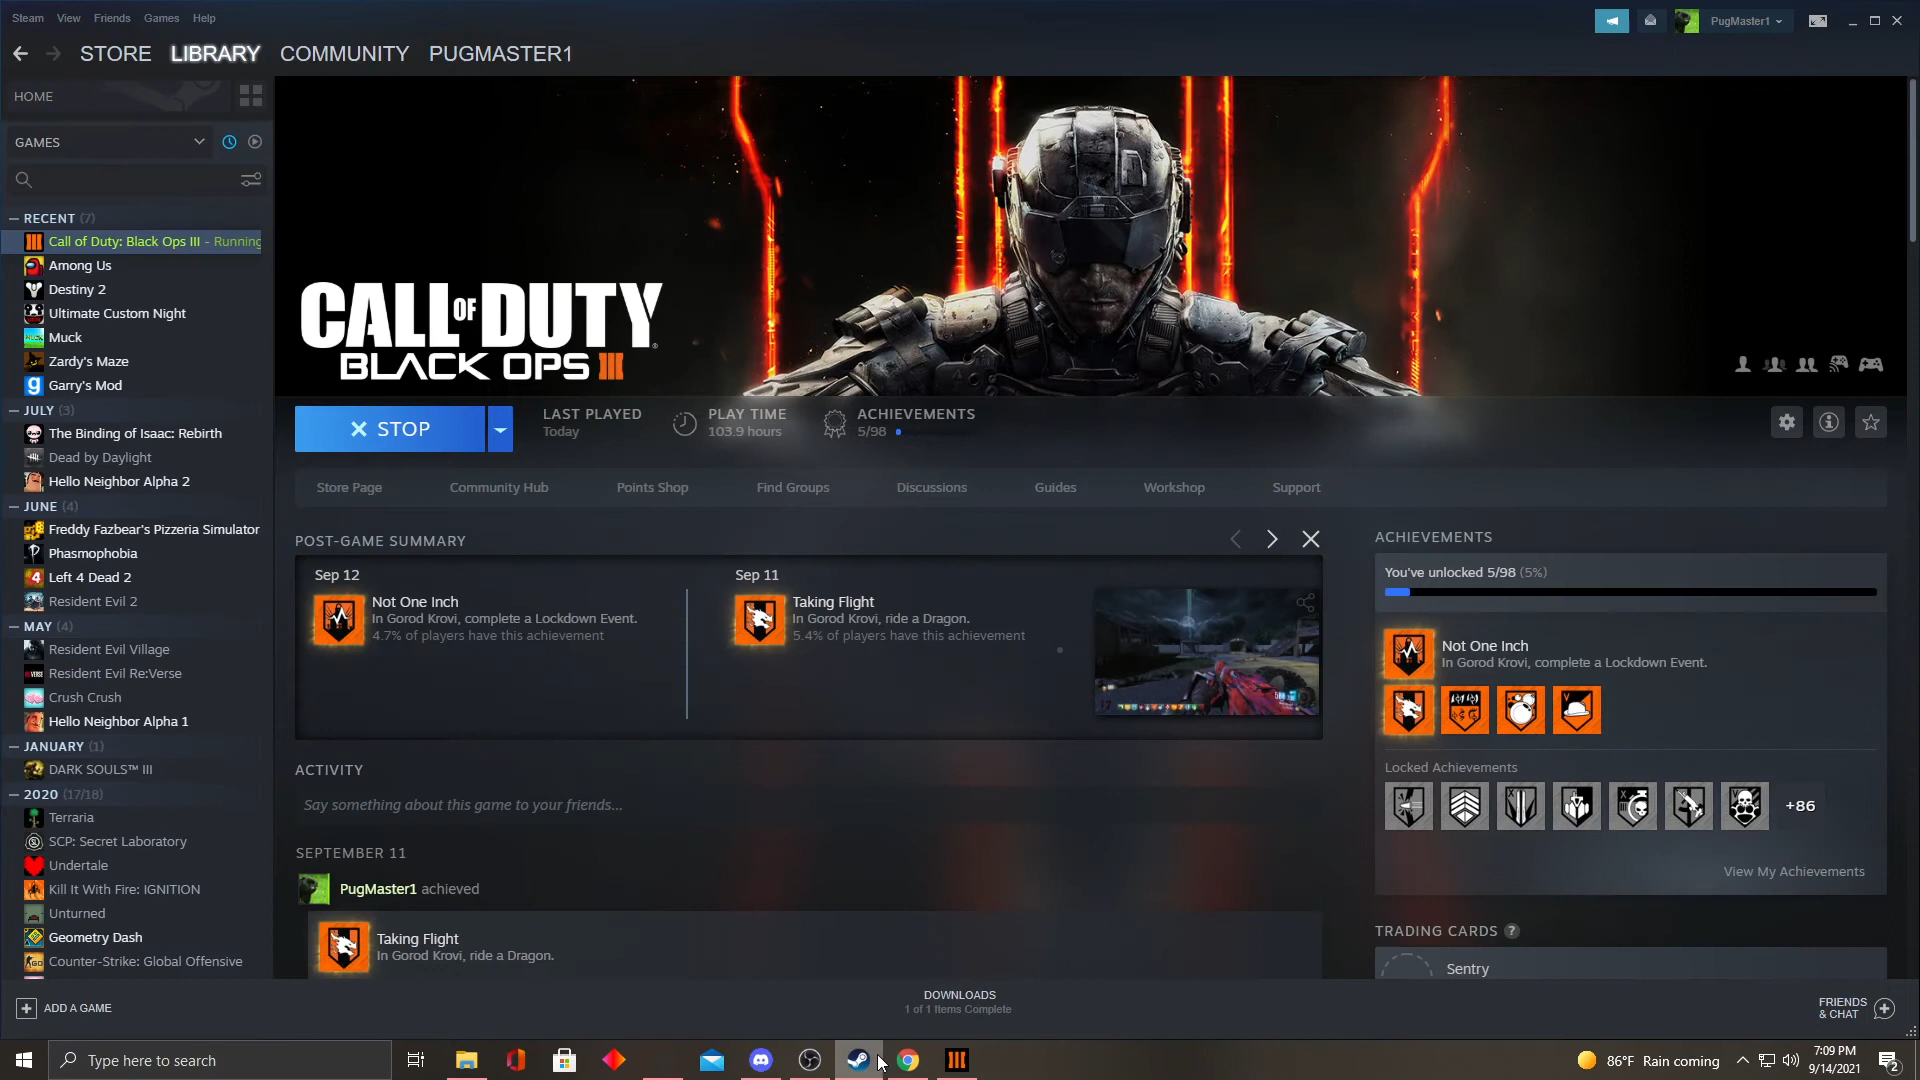 Steam View Friends Games Help
PugMaster1
STORE LIBRARY COMMUNITY PUGMASTER1
HOME
GAMES
RECENT (7)
Call of Duty: Black Ops III - Running
Among Us
Destiny 2
Ultimate Custom Night
Muck
Zardy's Maze
Garry's Mod
JULY (3)
The Binding of Isaac: Rebirth
Dead by Daylight
Hello Neighbor Alpha 2
JUNE (4)
Freddy Fazbear's Pizzeria Simulator
Phasmophobia
Left 4 Dead 2
Resident Evil 2
MAY (4)
Resident Evil Village
Resident Evil Re:Verse
Crush Crush
Hello Neighbor Alpha 1
JANUARY (1)
DARK SOULS™ III
2020 (17/18)
Terraria
SCP: Secret Laboratory
Undertale
Kill It With Fire: IGNITION
Unturned
Geometry Dash
Counter-Strike: Global Offensive
CALL OF DUTY
BLACK OPS III
STOP
LAST PLAYED
Today
PLAY TIME
103.9 hours
ACHIEVEMENTS
5/98
Store Page Community Hub Points Shop Find Groups Discussions Guides Workshop Support
POST-GAME SUMMARY
Sep 12
Not One Inch
In Gorod Krovi, complete a Lockdown Event.
4.7% of players have this achievement
Sep 11
Taking Flight
In Gorod Krovi, ride a Dragon.
5.4% of players have this achievement
ACTIVITY
Say something about this game to your friends...
SEPTEMBER 11
PugMaster1 achieved
Taking Flight
In Gorod Krovi, ride a Dragon.
ACHIEVEMENTS
You've unlocked 5/98 (5%)
Not One Inch
In Gorod Krovi, complete a Lockdown Event.
Locked Achievements
+86
View My Achievements
TRADING CARDS ?
Sentry
ADD A GAME
DOWNLOADS
1 of 1 Items Complete
FRIENDS
& CHAT
Type here to search
86°F Rain coming
7:09 PM
9/14/2021
2